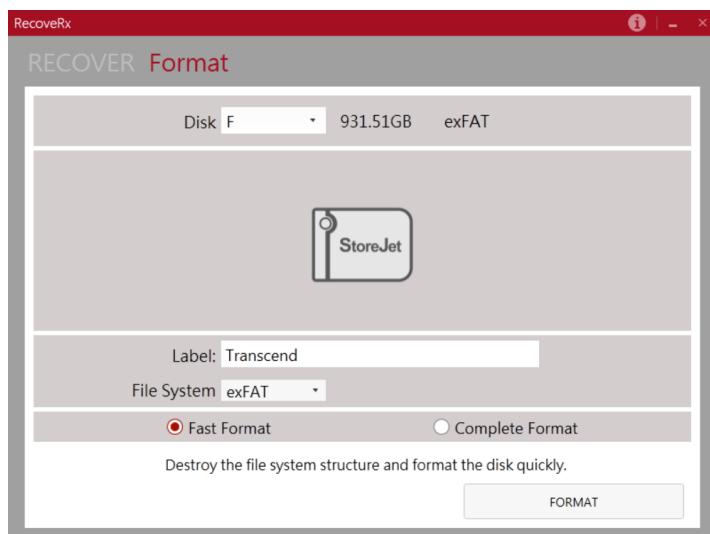 RecoveRx
RECOVER Format
Disk F 931.51GB exFAT
StoreJet
Label: Transcend
File System exFAT
Fast Format Complete Format
Destroy the file system structure and format the disk quickly.
FORMAT